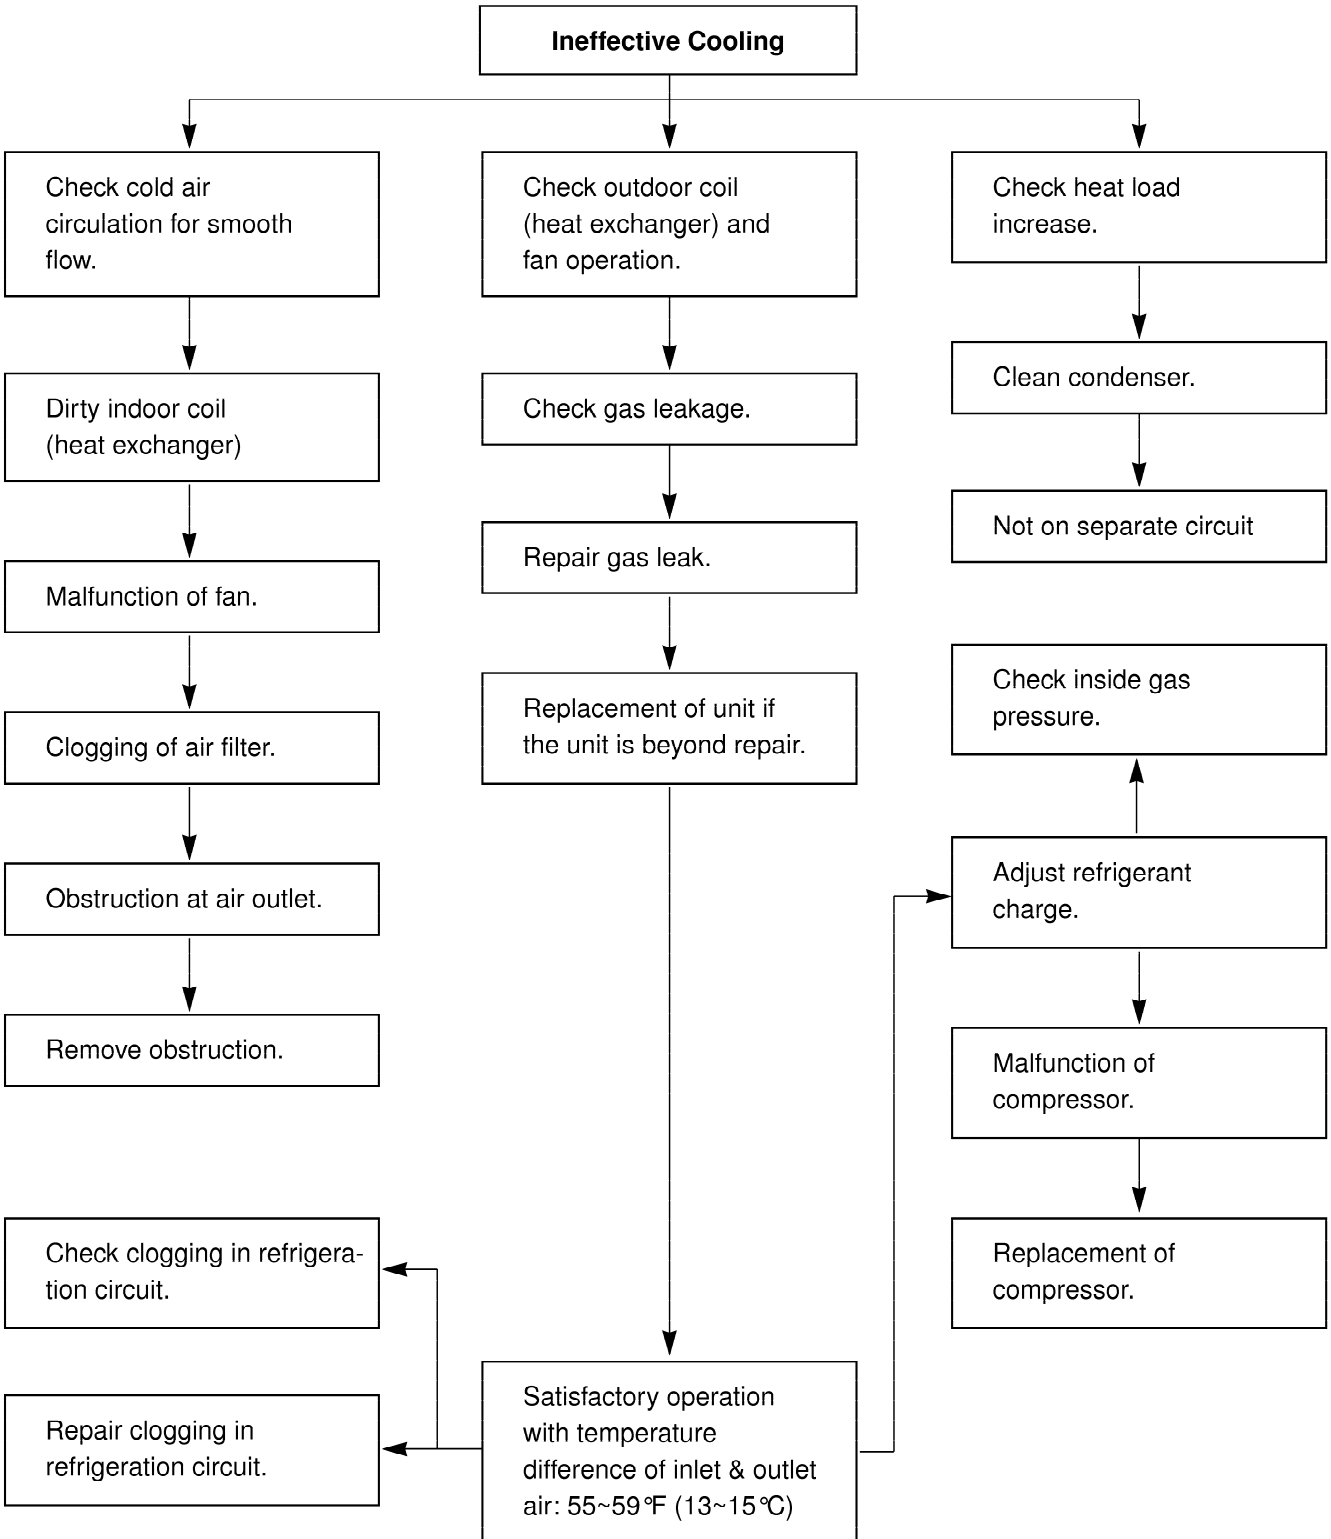 Ineffective Cooling
Check cold air
circulation for smooth
flow.
Dirty indoor coil
(heat exchanger)
Malfunction of fan.
Clogging of air filter.
Obstruction at air outlet.
Remove obstruction.
Check clogging in refrigera-
tion circuit.
Repair clogging in
refrigeration circuit.
Check outdoor coil
(heat exchanger) and
fan operation.
Check gas leakage.
Repair gas leak.
Replacement of unit if
the unit is beyond repair.
Satisfactory operation
with temperature
difference of inlet & outlet
air: 55~59°F (13~15°C)
Check heat load
increase.
Clean condenser.
Not on separate circuit
Check inside gas
pressure.
Adjust refrigerant
charge.
Malfunction of
compressor.
Replacement of
compressor.